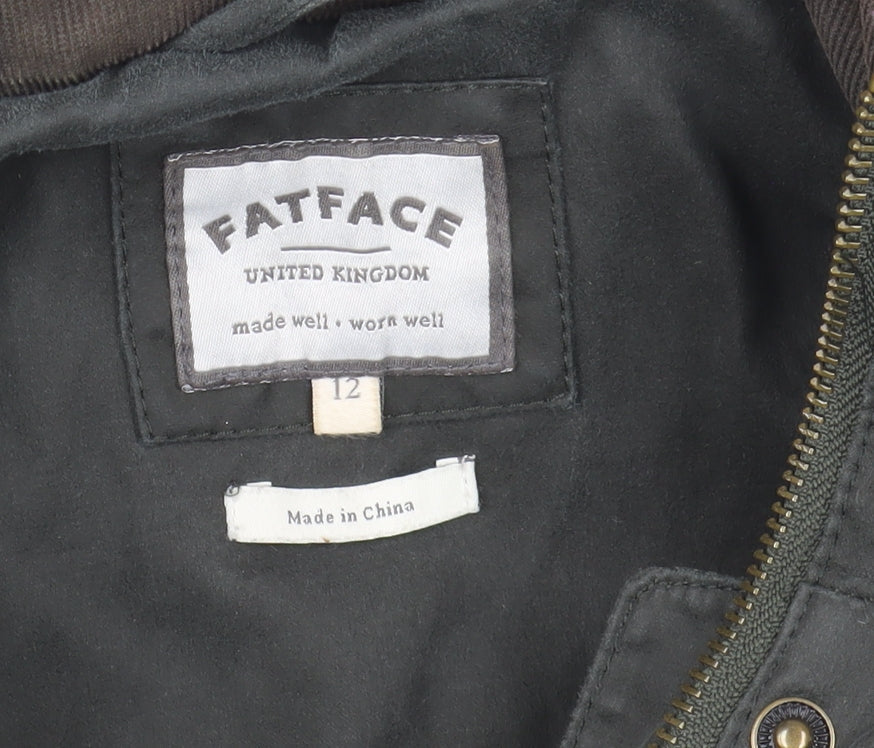 FATFACE
UNITED KINGDOM
made well • worn well
12
Made in China